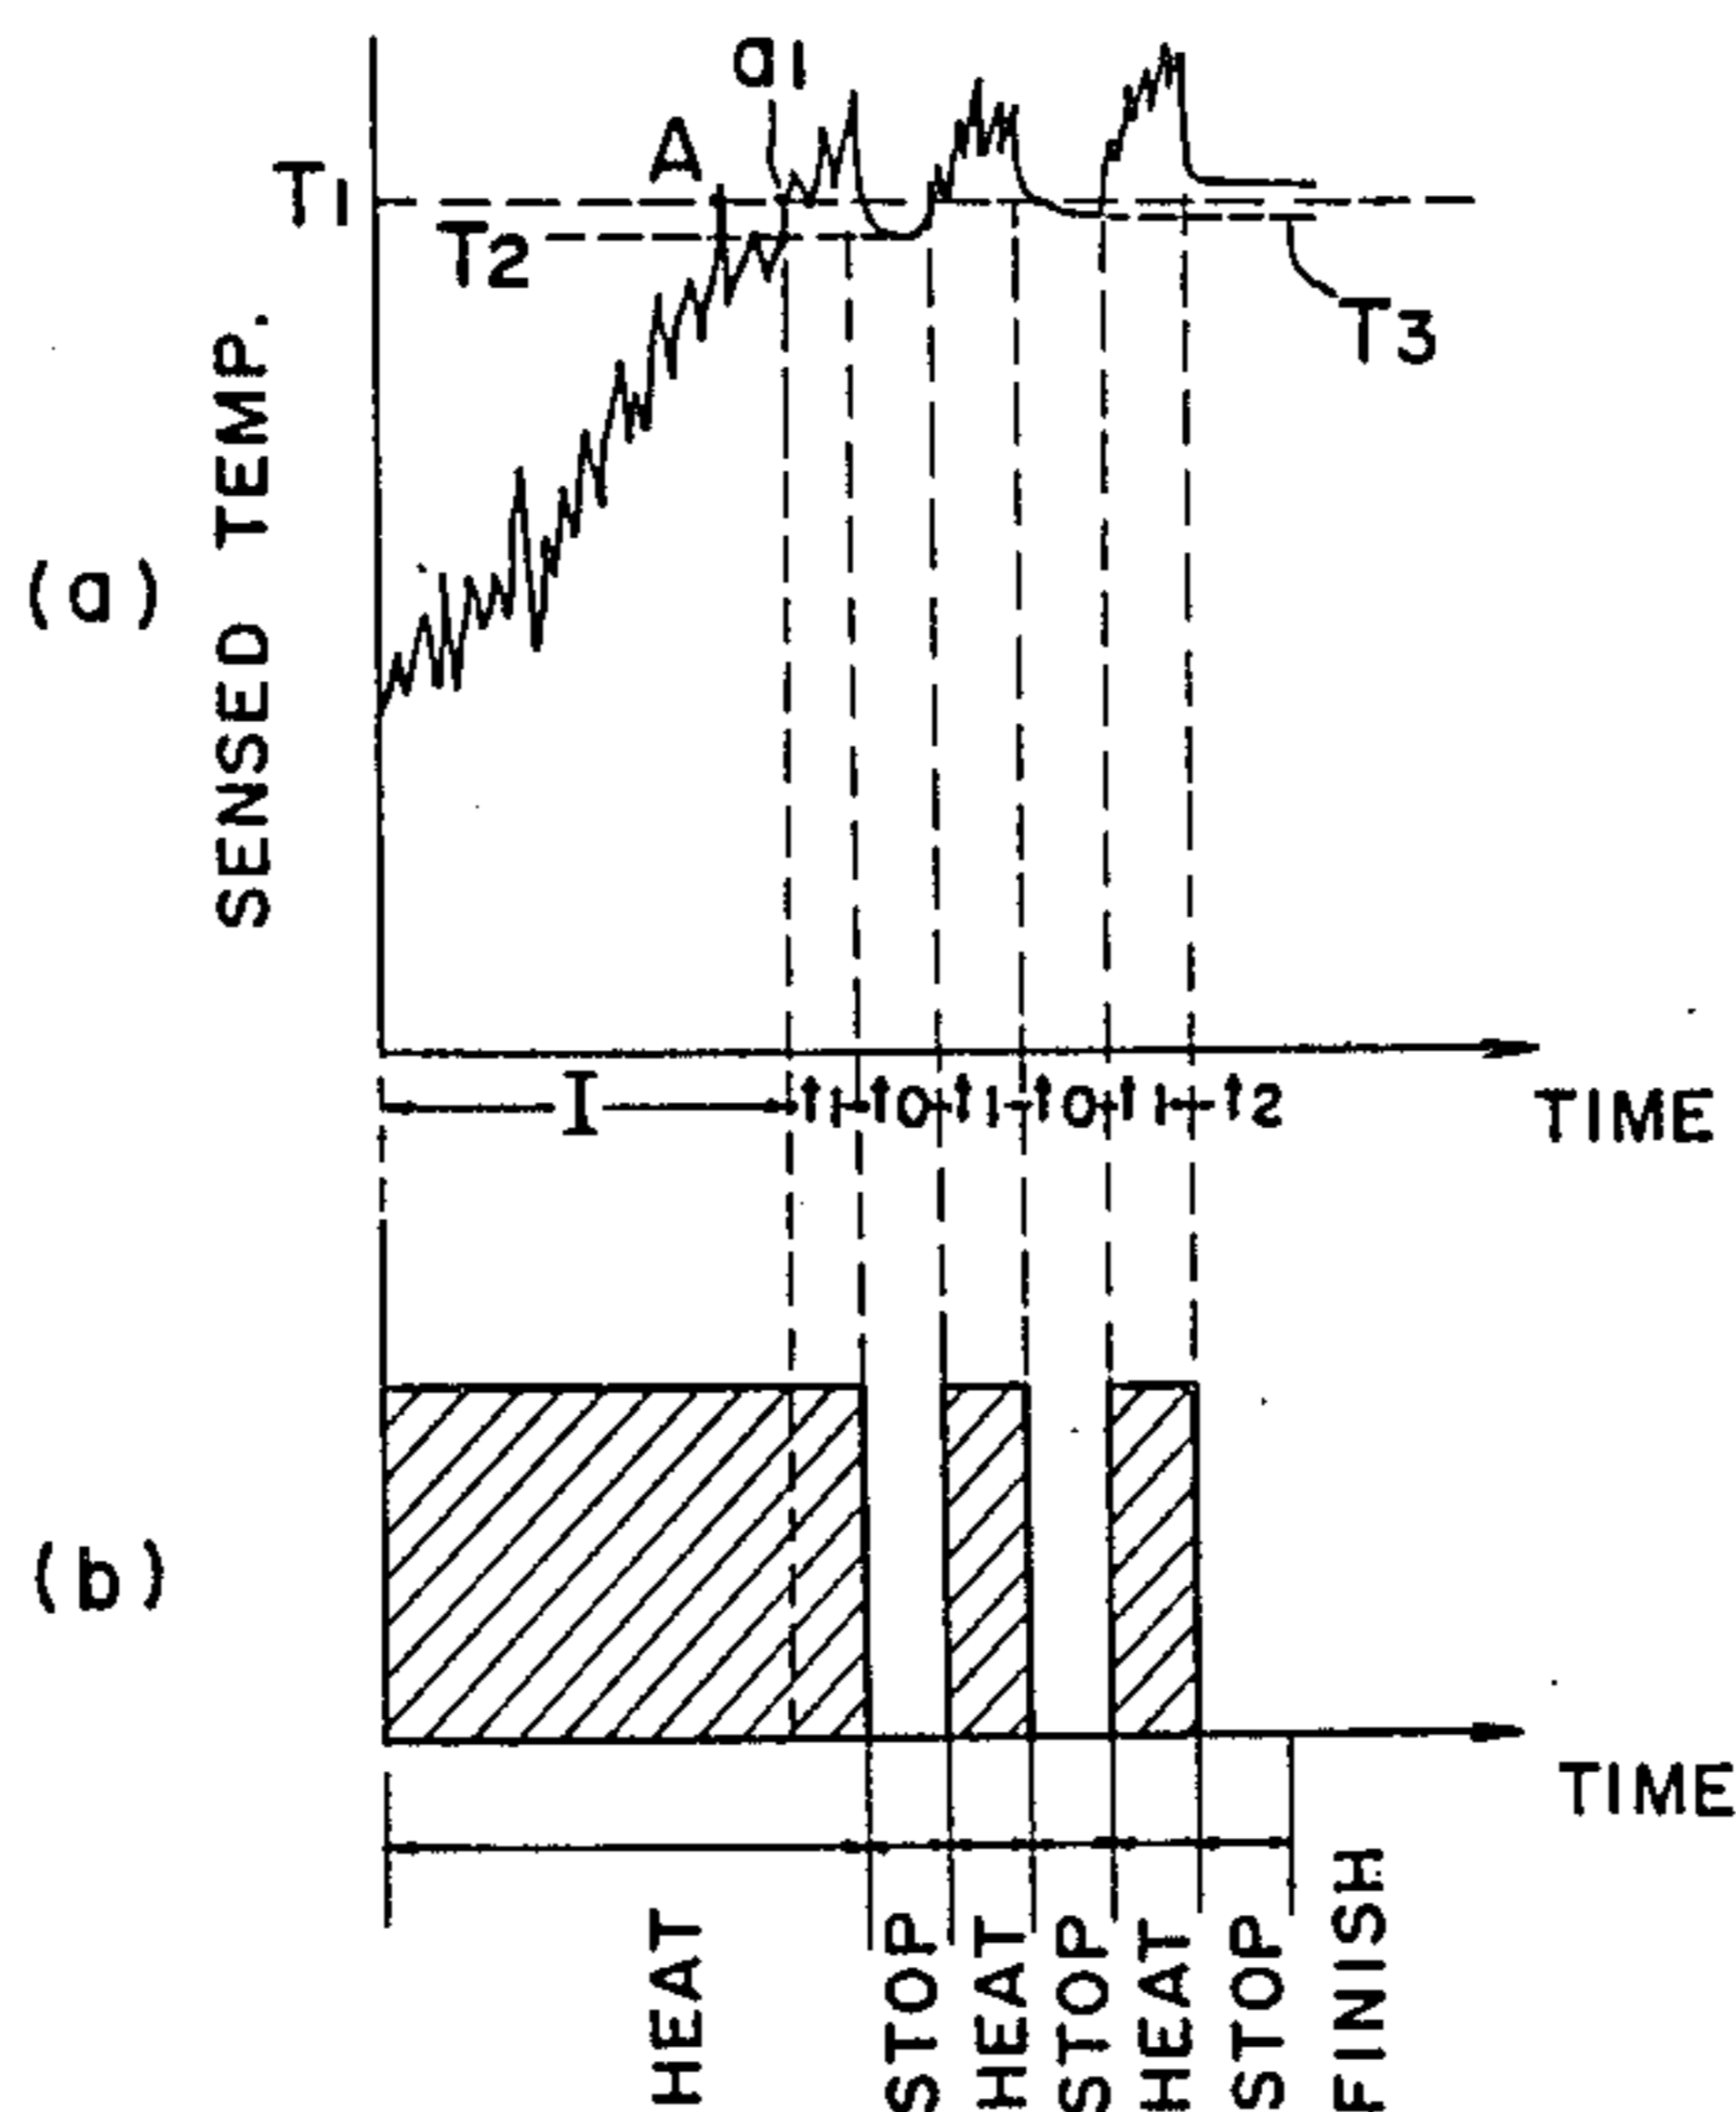 a1
A
T1
T2
T3
SENSED TEMP.
(a)
I t1 t0 t1 t0 t1 t2
TIME
(b)
TIME
HEAT STOP HEAT STOP HEAT STOP FINISH